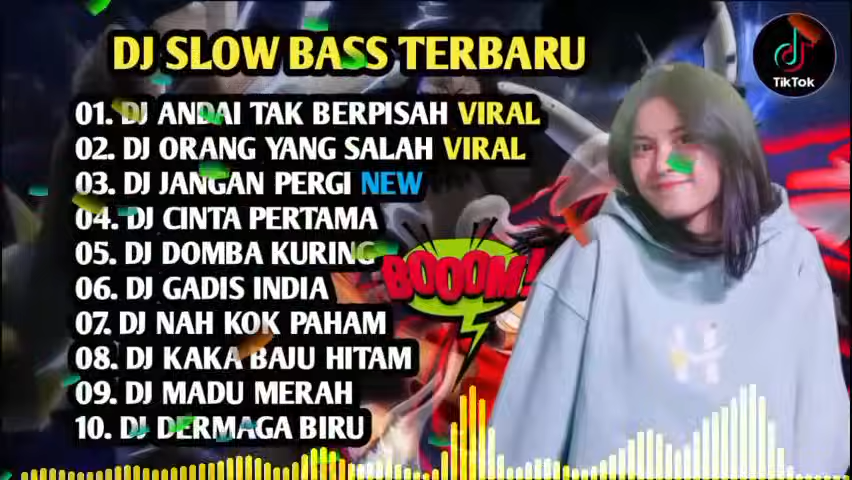 DJ SLOW BASS TERBARU
TikTok
01. DJ ANDAI TAK BERPISAH VIRAL
02. DJ ORANG YANG SALAH VIRAL
03. DJ JANGAN PERGI NEW
04. DJ CINTA PERTAMA
05. DJ DOMBA KURING
06. DJ GADIS INDIA
07. DJ NAH KOK PAHAM
08. DJ KAKA BAJU HITAM
09. DJ MADU MERAH
10. DJ DERMAGA BIRU
BOOOM!
H